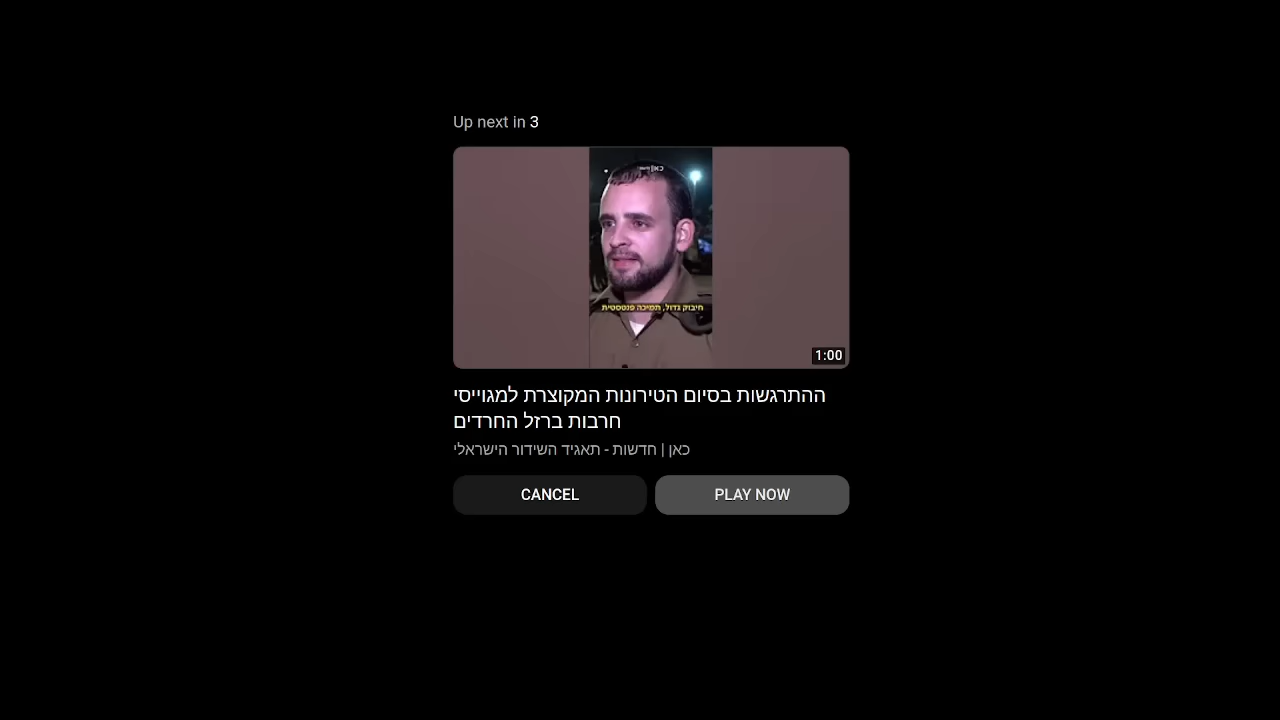 Up next in 3
כאן
חיבוק גדול, תמיכה פנטסטית
1:00
ההתרגשות בסיום הטירונות המקוצרת למגוייסי
חרבות ברזל החרדים
כאן | חדשות - תאגיד השידור הישראלי
CANCEL
PLAY NOW